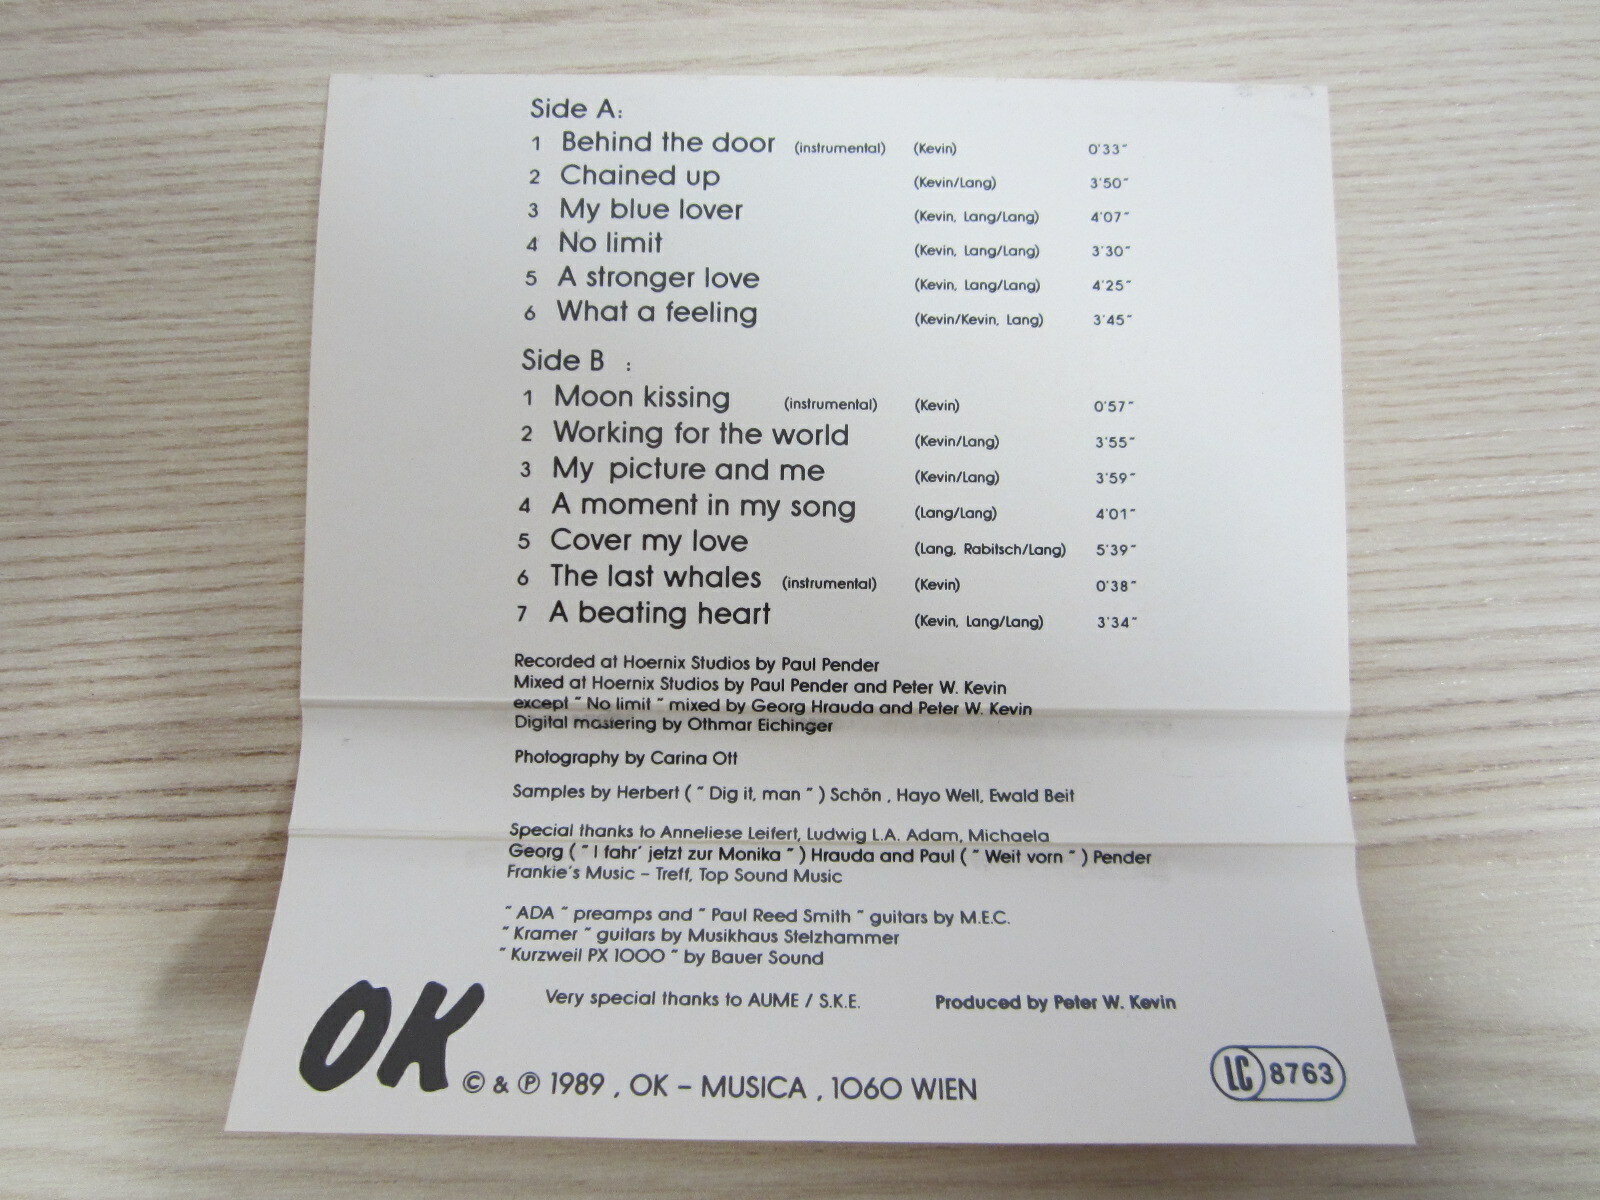 Side A:
1 Behind the door (instrumental) (Kevin) 0'33"
2 Chained up (Kevin/Lang) 3'50"
3 My blue lover (Kevin, Lang/Lang) 4'07"
4 No limit (Kevin, Lang/Lang) 3'30"
5 A stronger love (Kevin, Lang/Lang) 4'25"
6 What a feeling (Kevin/Kevin, Lang) 3'45"
Side B :
1 Moon kissing (instrumental) (Kevin) 0'57"
2 Working for the world (Kevin/Lang) 3'55"
3 My picture and me (Kevin/Lang) 3'59"
4 A moment in my song (Lang/Lang) 4'01"
5 Cover my love (Lang, Rabitsch/Lang) 5'39"
6 The last whales (instrumental) (Kevin) 0'38"
7 A beating heart (Kevin, Lang/Lang) 3'34"
Recorded at Hoernix Studios by Paul Pender
Mixed at Hoernix Studios by Paul Pender and Peter W. Kevin
except " No limit " mixed by Georg Hrauda and Peter W. Kevin
Digital mastering by Othmar Eichinger
Photography by Carina Ott
Samples by Herbert ( " Dig it, man " ) Schön , Hayo Well, Ewald Beit
Special thanks to Anneliese Leifert, Ludwig L.A. Adam, Michaela
Georg ( " I fahr' jetzt zur Monika " ) Hrauda and Paul ( " Weit vorn " ) Pender
Frankie's Music - Treff, Top Sound Music
" ADA " preamps and " Paul Reed Smith " guitars by M.E.C.
" Kramer " guitars by Musikhaus Stelzhammer
" Kurzweil PX 1000 " by Bauer Sound
Very special thanks to AUME / S.K.E. Produced by Peter W. Kevin
OK © & ℗ 1989 , OK - MUSICA , 1060 WIEN
LC 8763